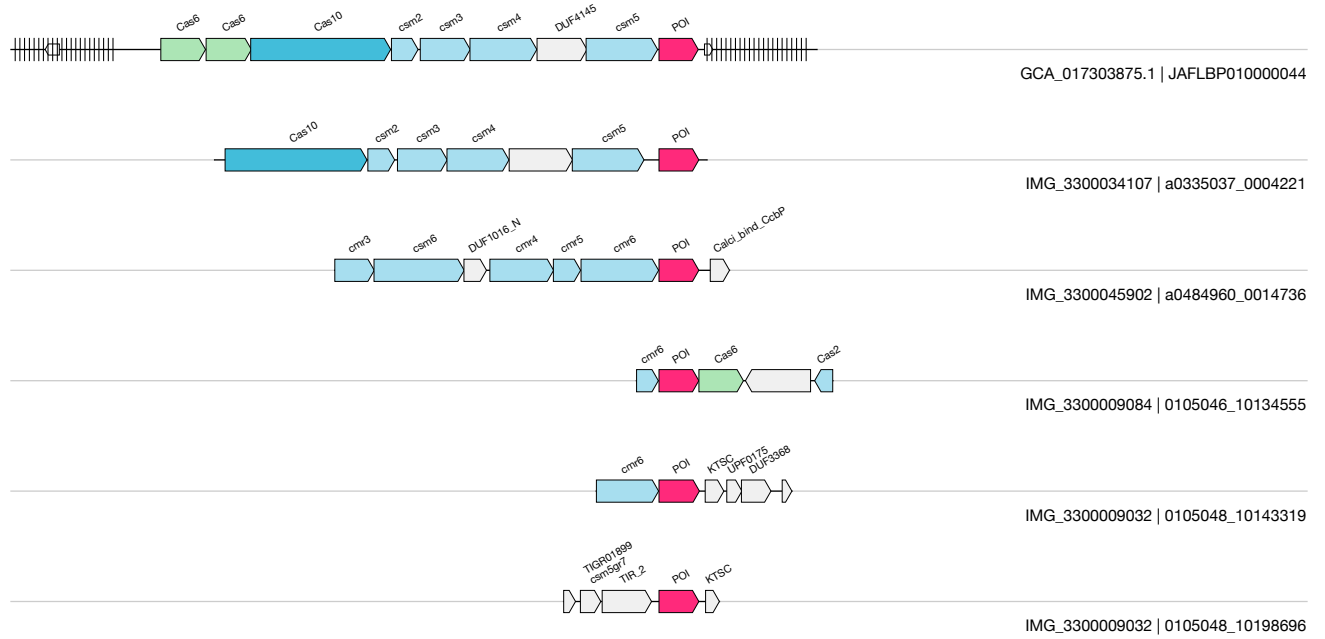 Cas6 Cas6 Cas10 csm2 csm3 csm4 DUF4145 csm5 POI
GCA_017303875.1 | JAFLBP010000044
Cas10 csm2 csm3 csm4 csm5 POI
IMG_3300034107 | a0335037_0004221
cmr3 csm6 DUF1016_N cmr4 cmr5 cmr6 POI Calci_bind_CcbP
IMG_3300045902 | a0484960_0014736
cmr6 POI Cas6 Cas2
IMG_3300009084 | 0105046_10134555
cmr6 POI KTSC UPF0175 DUF3368
IMG_3300009032 | 0105048_10143319
TIGR01899 csm5gr7 TIR_2 POI KTSC
IMG_3300009032 | 0105048_10198696